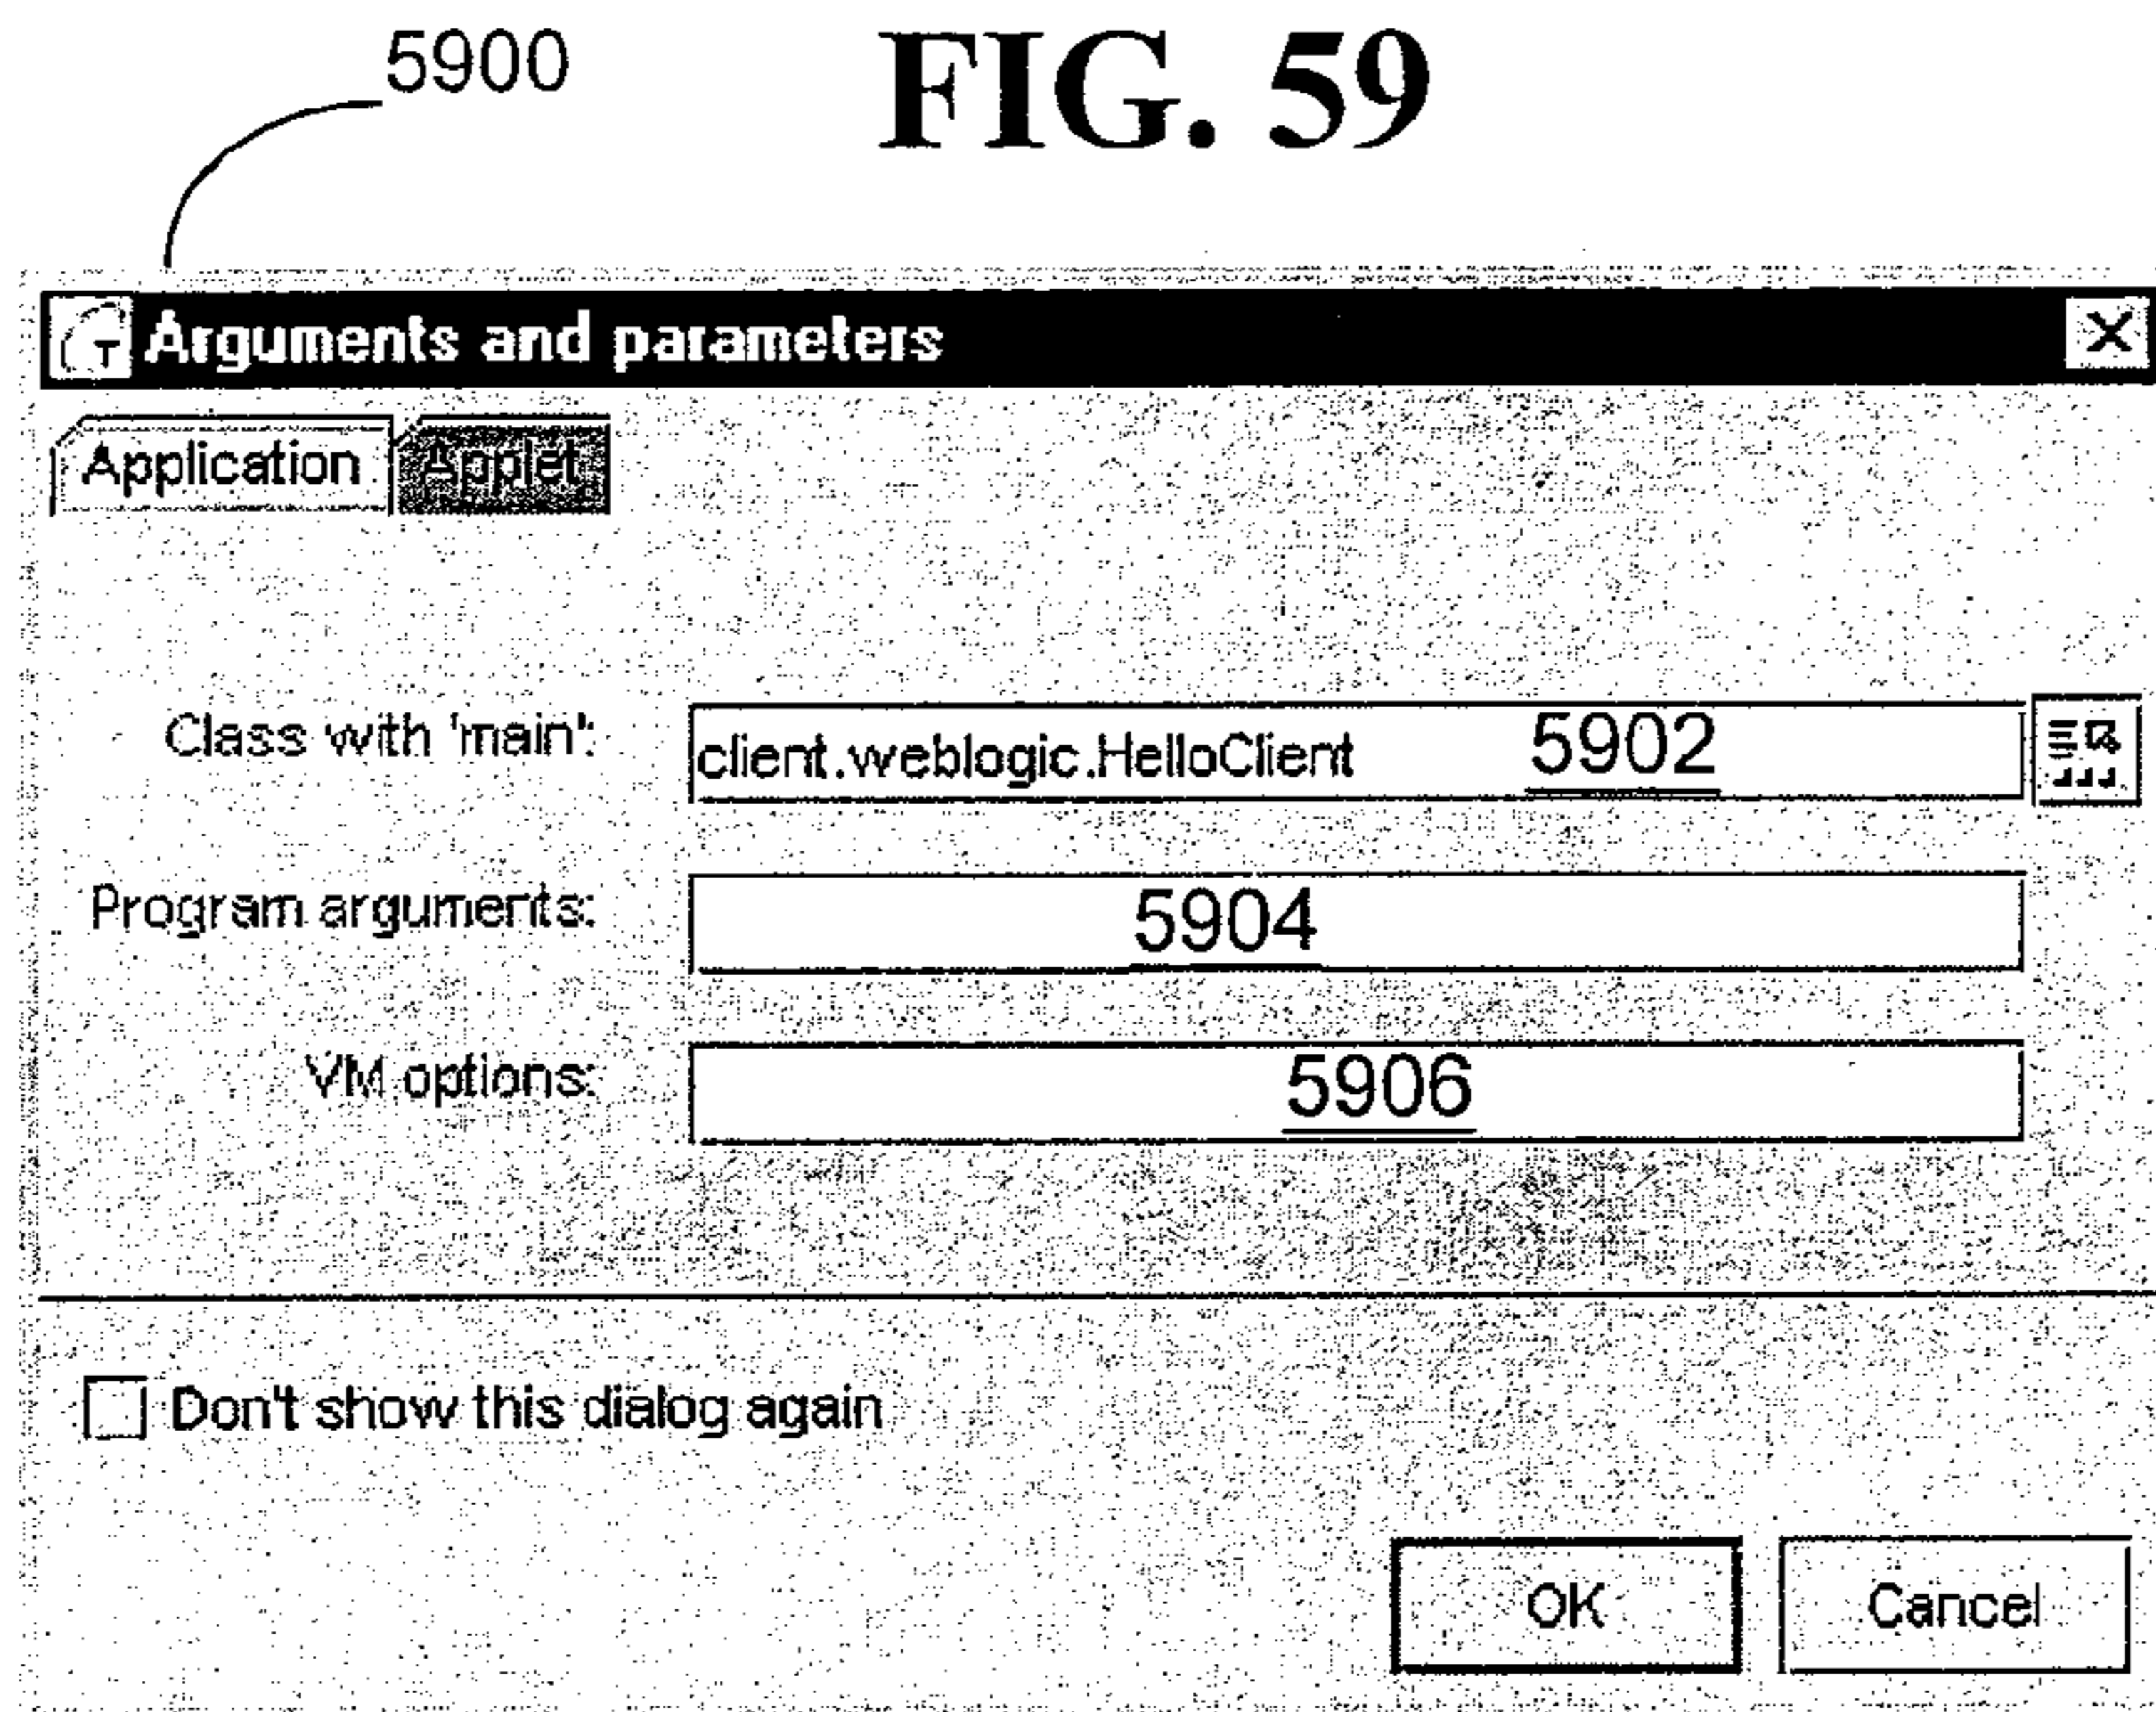 5900 FIG. 59
T Arguments and parameters X
Application Applet
Class with 'main': client.weblogic.HelloClient 5902
Program arguments: 5904
VM options: 5906
Don't show this dialog again
OK Cancel